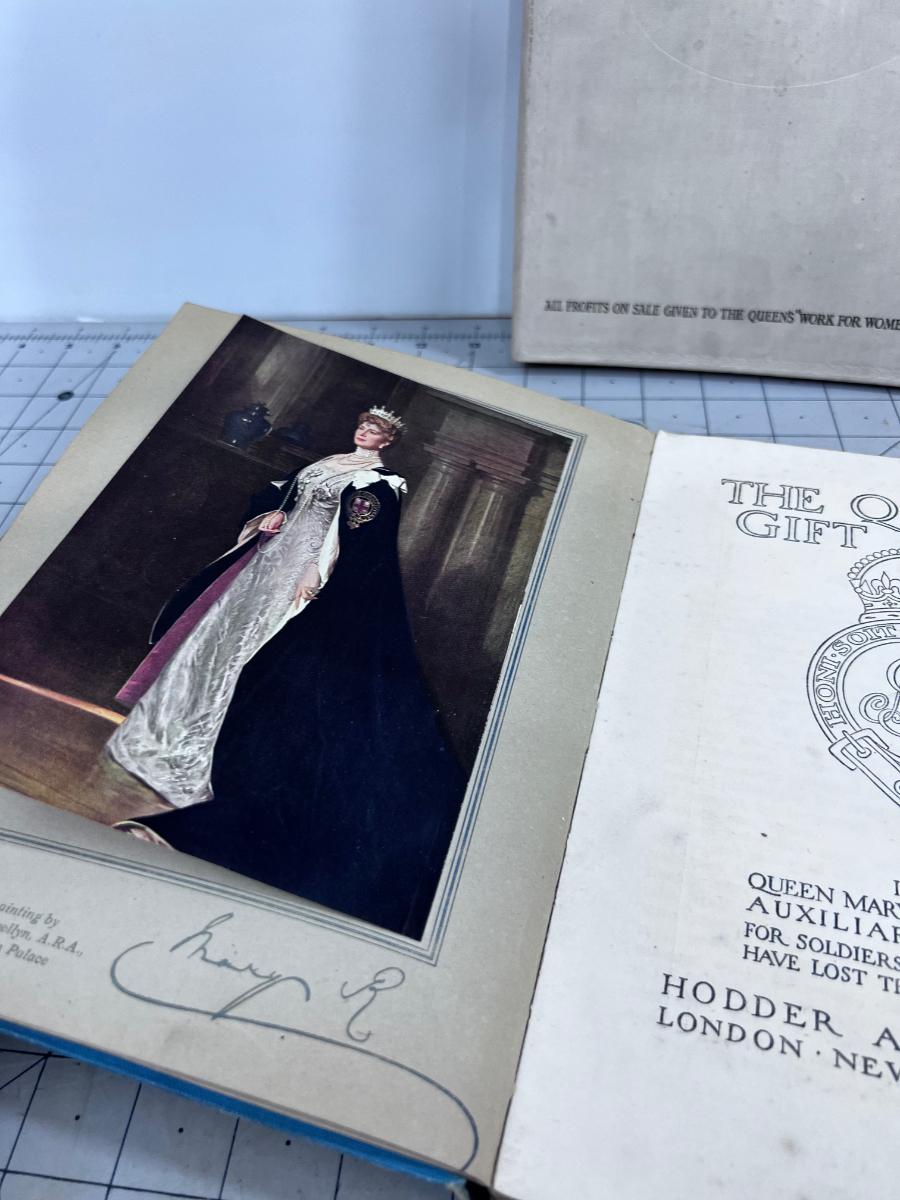 ALL PROFITS ON SALE GIVEN TO THE QUEEN'S "WORK FOR WOME
THE Q
GIFT
HONI · SOIT
ainting by
ellyn, A.R.A.,
Palace
Mary R
QUEEN MARY
AUXILIAR
FOR SOLDIERS
HAVE LOST TH
HODDER A
LONDON · NEW